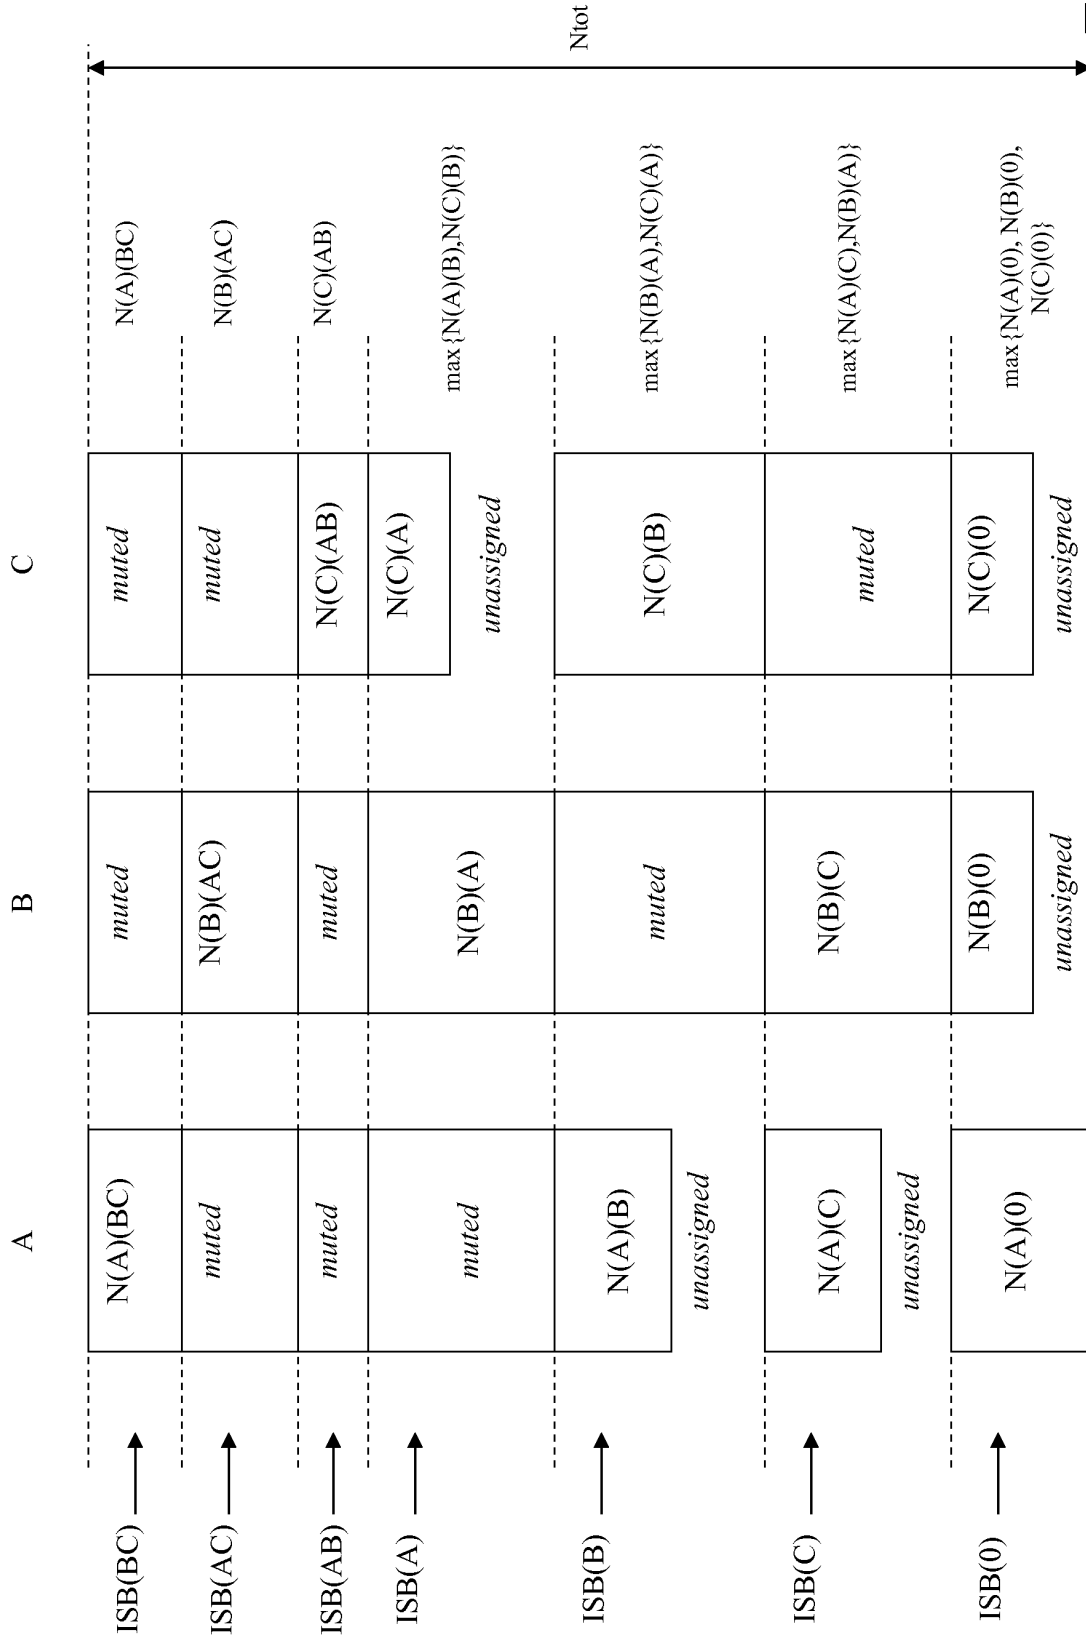 A
B
C
ISB(BC)
N(A)(BC)
muted
muted
N(A)(BC)
ISB(AC)
muted
N(B)(AC)
muted
N(B)(AC)
ISB(AB)
muted
muted
N(C)(AB)
N(C)(AB)
ISB(A)
muted
N(B)(A)
N(C)(A)
unassigned
max{N(A)(B),N(C)(B)}
Ntot
ISB(B)
N(A)(B)
unassigned
muted
N(C)(B)
max{N(B)(A),N(C)(A)}
ISB(C)
N(A)(C)
unassigned
N(B)(C)
muted
max{N(A)(C),N(B)(A)}
ISB(0)
N(A)(0)
N(B)(0)
unassigned
N(C)(0)
unassigned
max{N(A)(0), N(B)(0),
N(C)(0)}